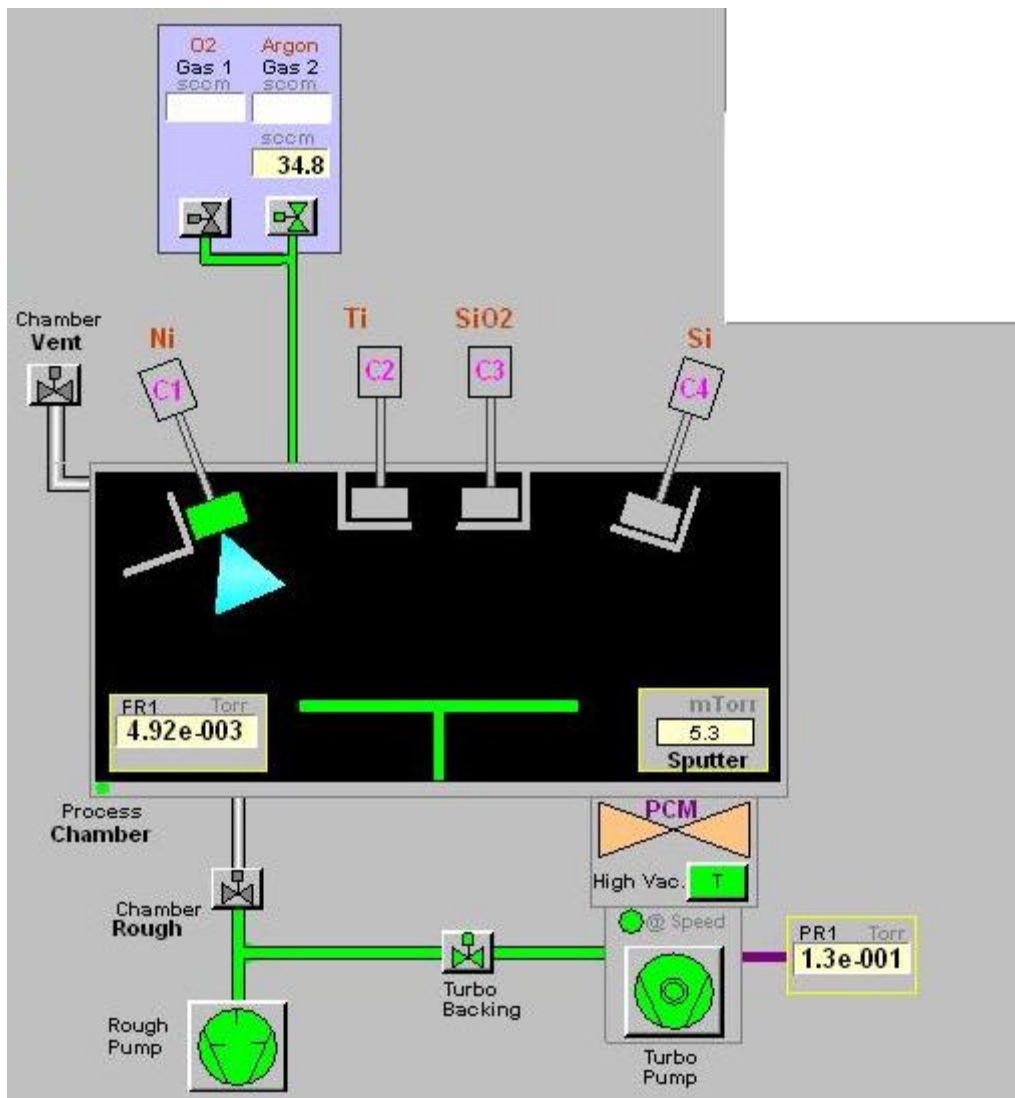 O2 Argon
Gas 1 Gas 2
sccm sccm
sccm
34.8
Chamber
Vent
Ni
Ti
SiO2
Si
C1
C2
C3
C4
FR1 Torr
4.92e-003
mTorr
5.3
Sputter
Process
Chamber
PCM
High Vac. T
Chamber
Rough
@ Speed
PR1 Torr
1.3e-001
Turbo
Backing
Rough
Pump
Turbo
Pump